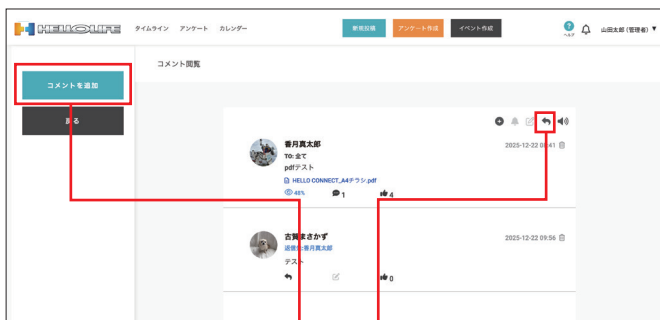 HELIOLIFE タイムライン アンケート カレンダー 新規投稿 アンケート作成 イベント作成 ヘルプ 山田太郎 (管理者) ▼
コメント閲覧
コメントを追加
戻る
香月真太郎 2025-12-22 08:41
TO: 全て
pdfテスト
HELLO CONNECT_A4チラシ.pdf
48% 1 4
古賀まさかず 2025-12-22 09:56
返信先:香月真太郎
テスト
0